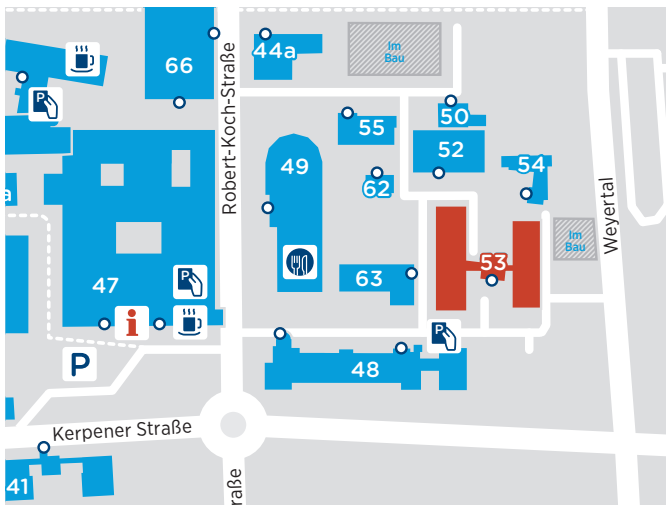 66
44a
Im
Bau
P
Robert-Koch-Straße
55
50
52
49
62
54
a
Weyertal
Im
Bau
53
47
P
63
i
P
P
48
Kerpener Straße
41
raße